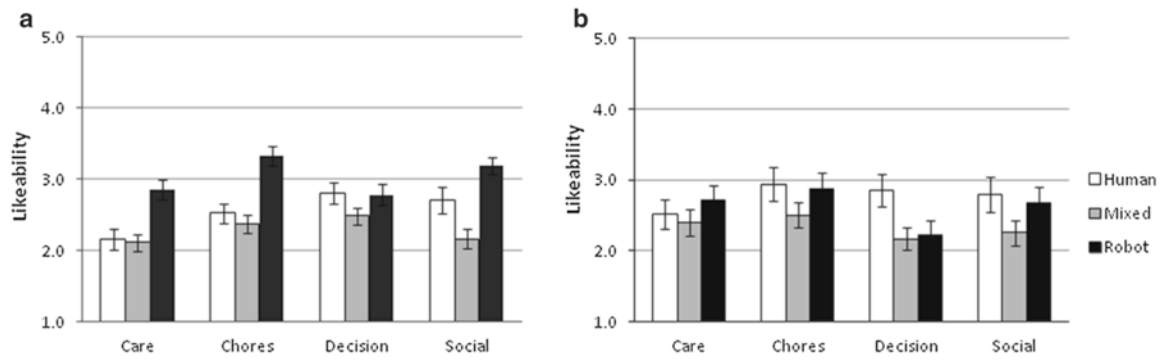 a
5.0
4.0
3.0
2.0
1.0
Likeability
Care Chores Decision Social
b
5.0
4.0
3.0
2.0
1.0
Likeability
Care Chores Decision Social
Human
Mixed
Robot